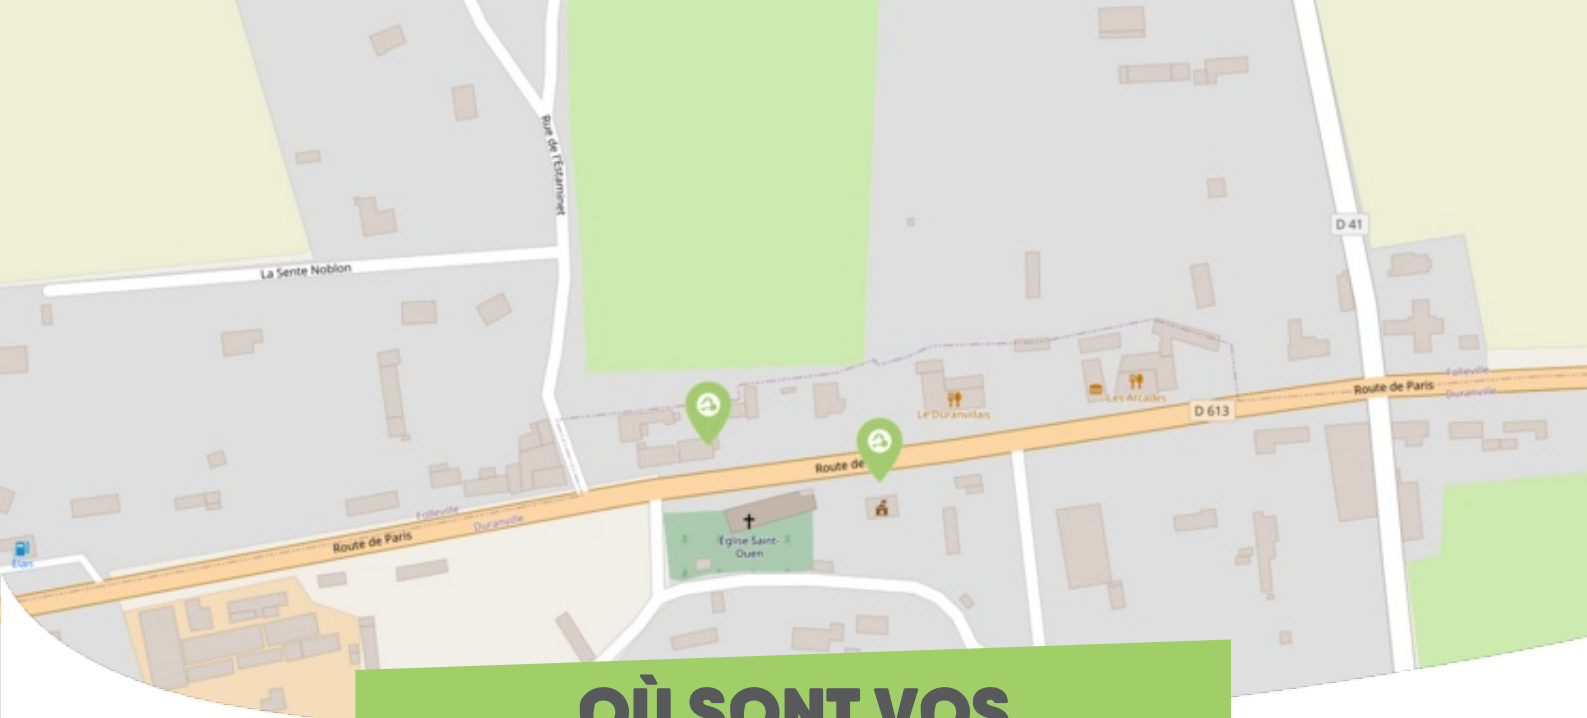 Rue de l'Estaminet
D 41
La Sente Noblon
Folleville
Route de Paris
Duranville
Les Arcades
Le Duranvillais
D 613
Route de
Folleville
Duranville
Route de Paris
Église Saint-
Ouen
Elan
OÙ SONT VOS